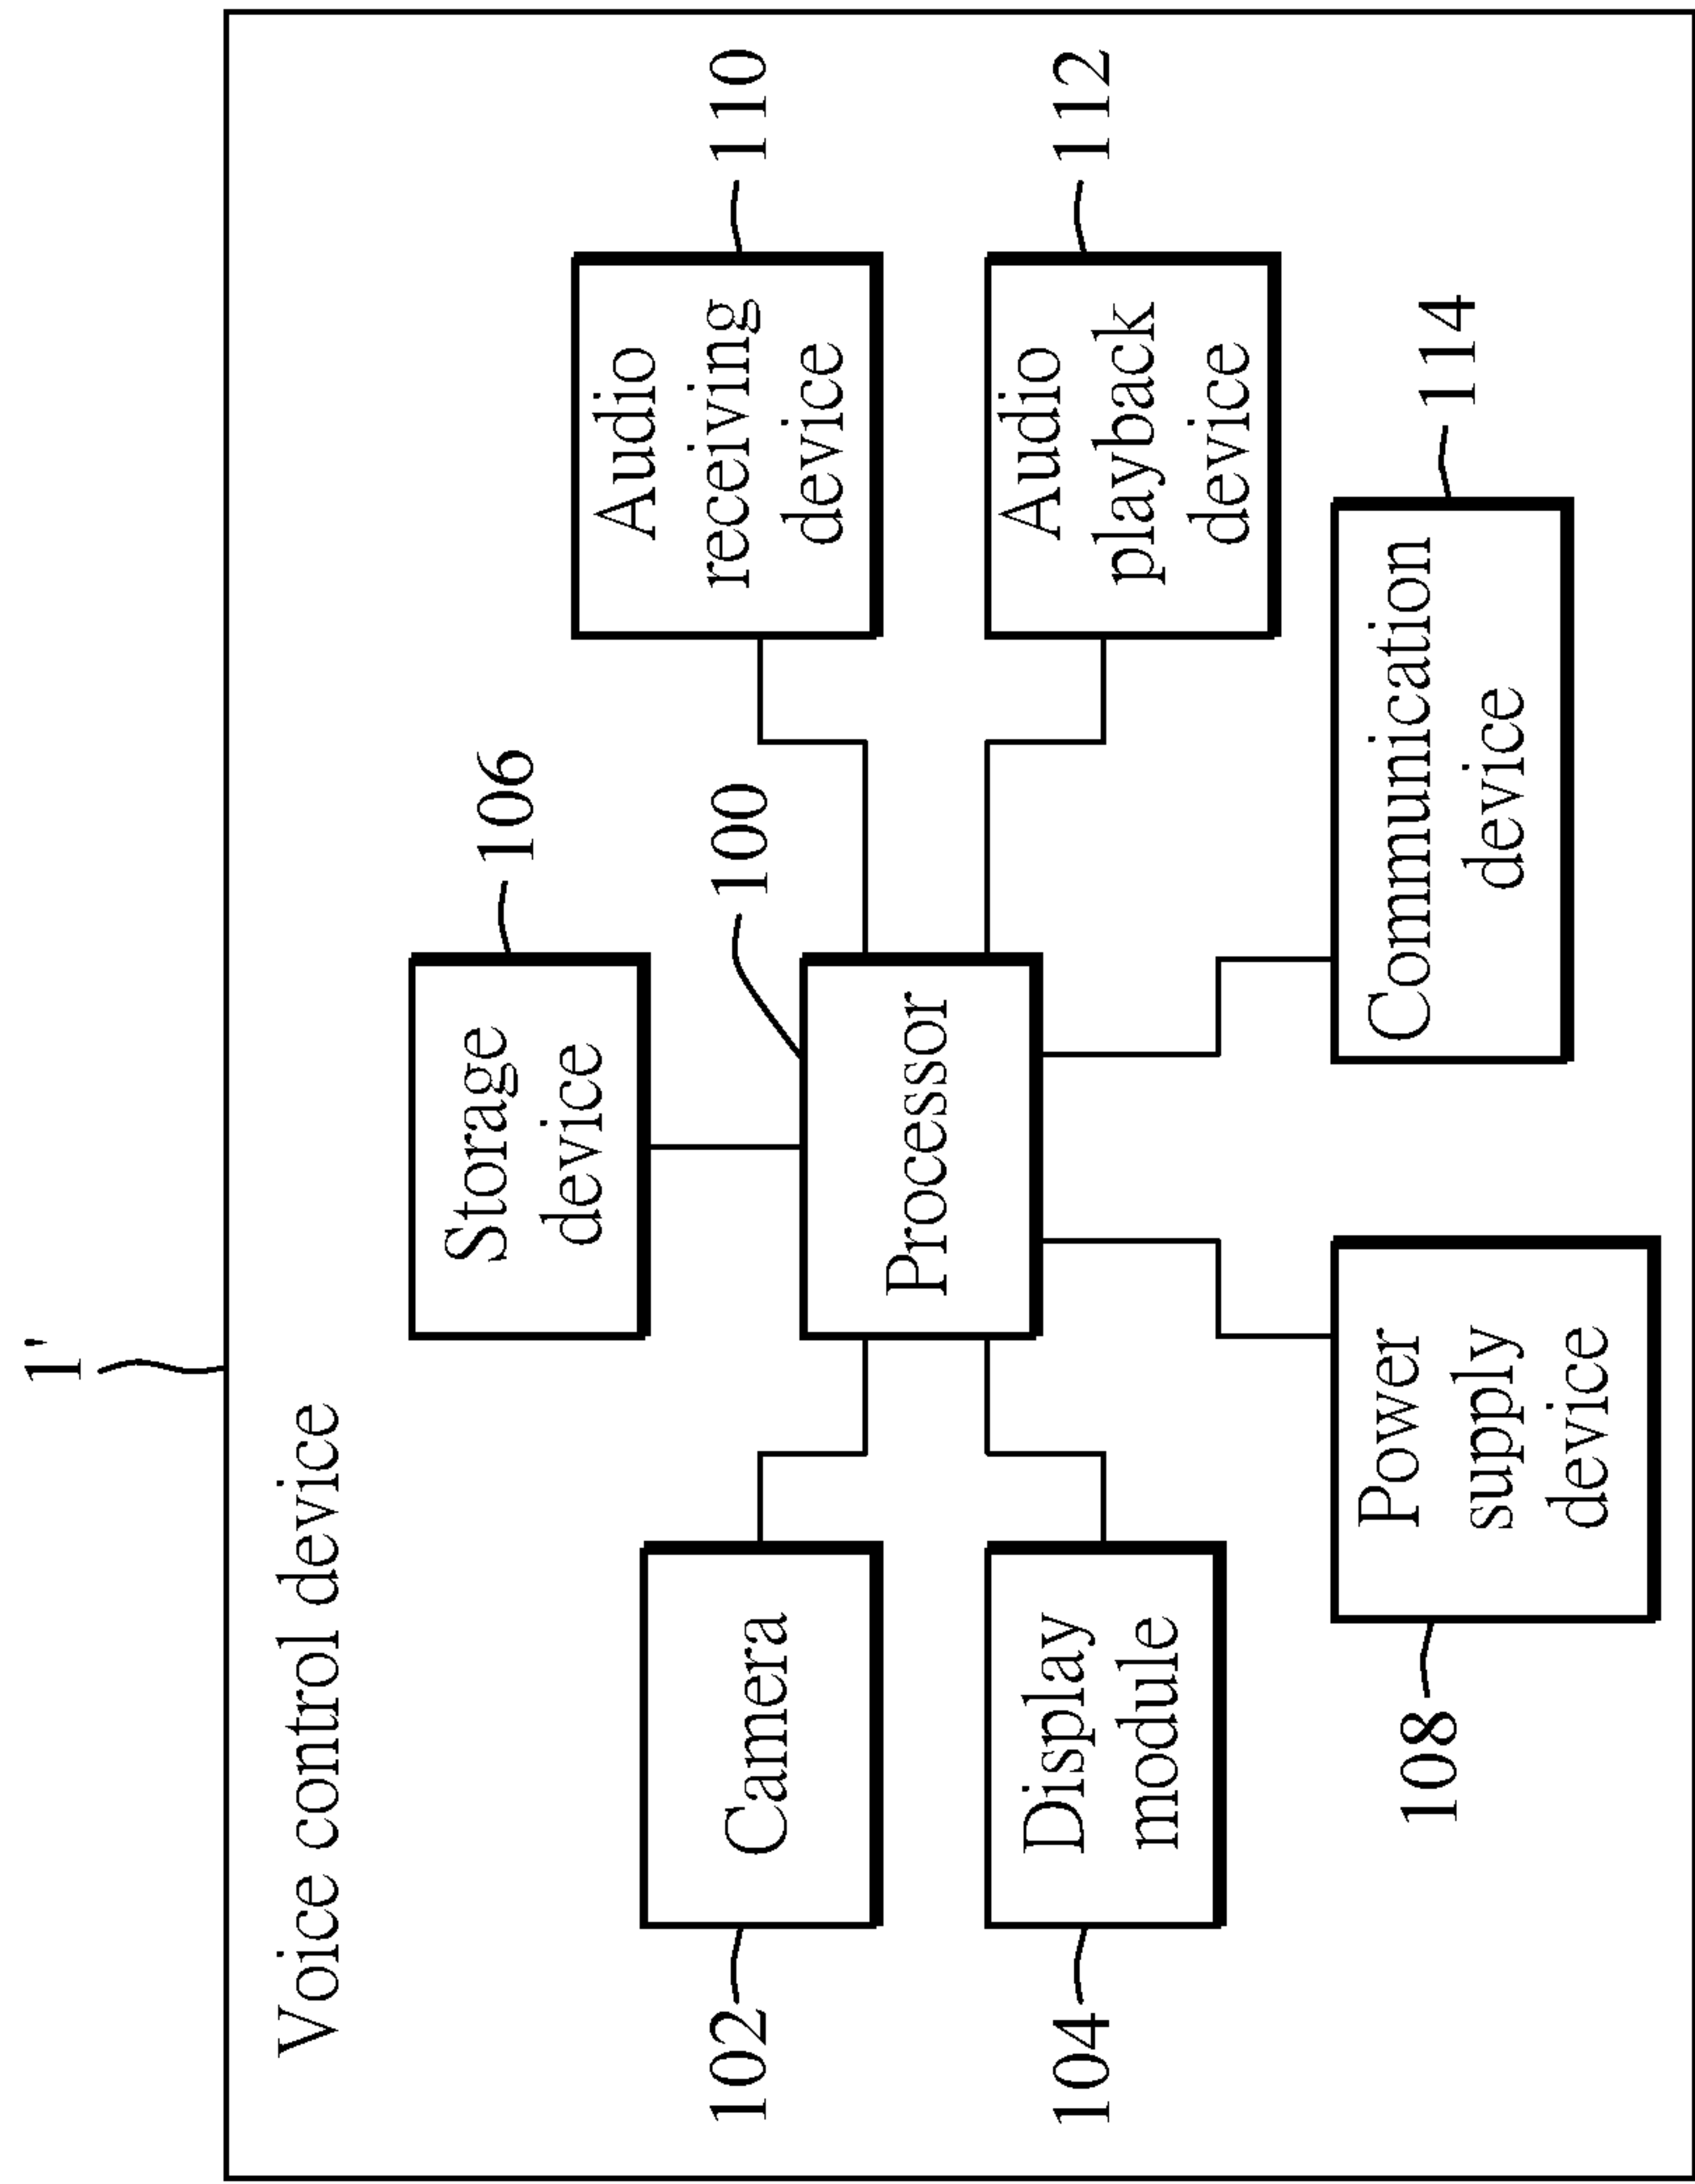 1'
Voice control device
Storage
device
106
100
102
Camera
Processor
Audio
receiving
device
110
104
Display
module
Audio
playback
device
112
108
Power
supply
device
Communication
device
114